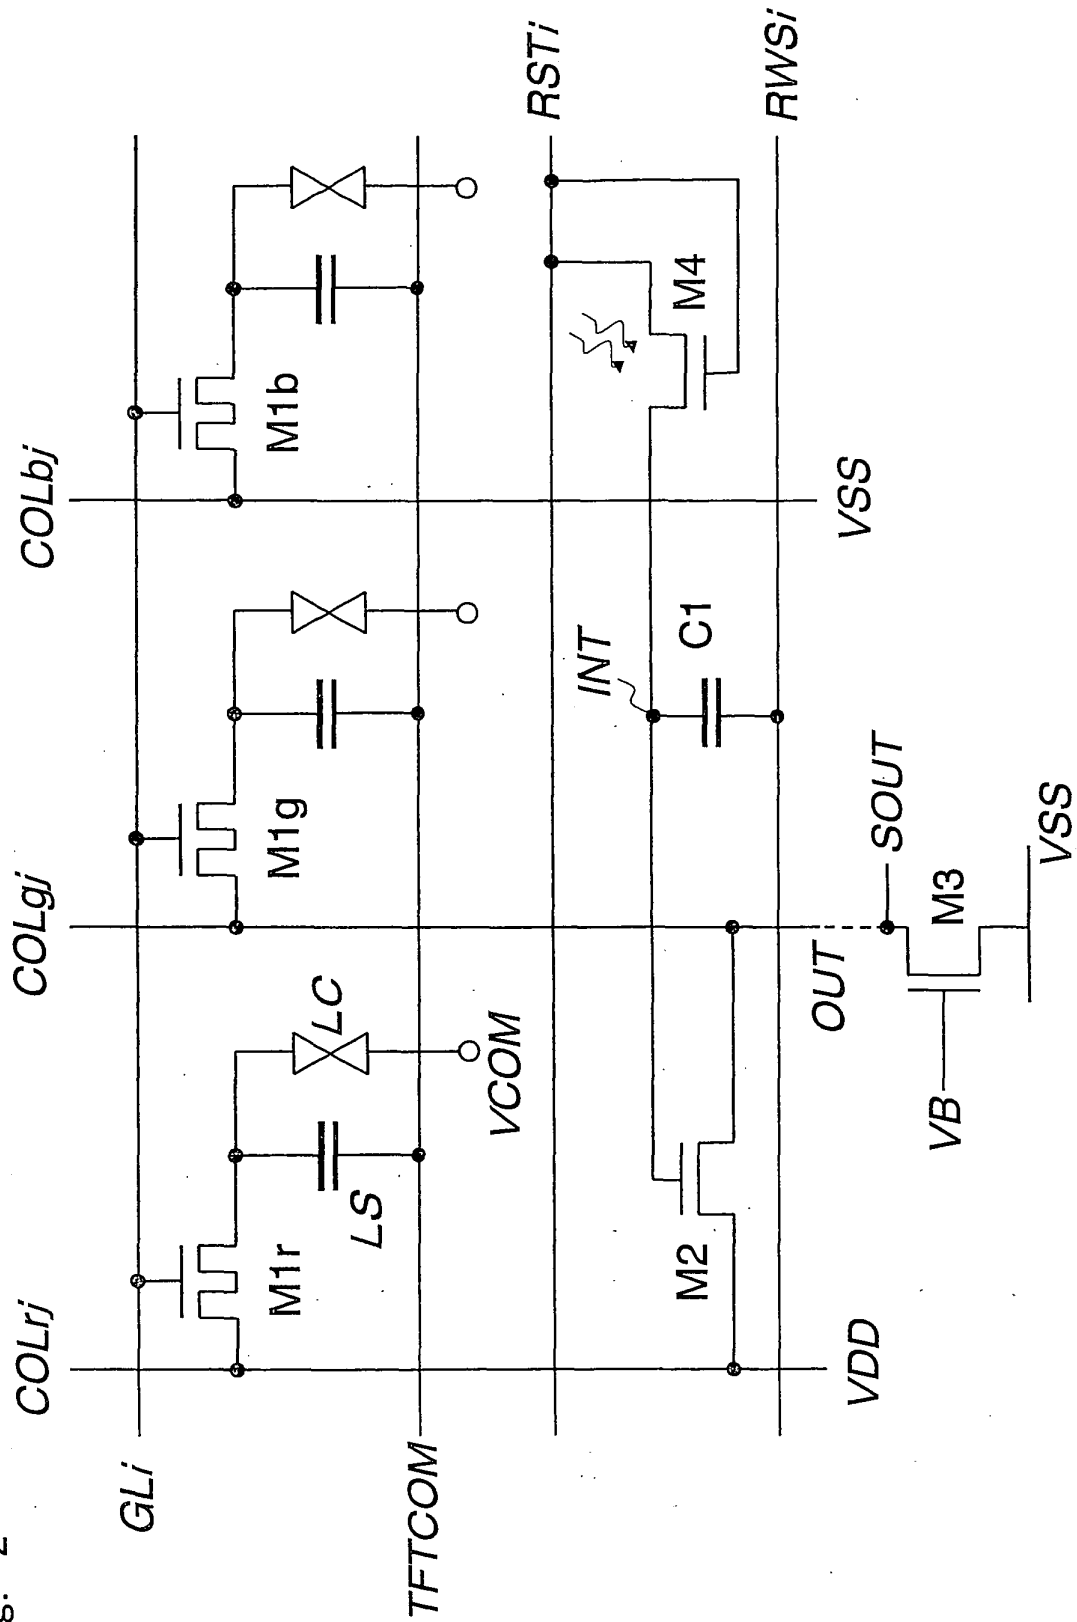 COLrj
COLgj
COLbj
GLi
M1r
M1g
M1b
LC
LS
TFTCOM
VCOM
RSTi
INT
M4
C1
M2
RWSi
VDD
OUT
SOUT
VSS
VB
M3
VSS